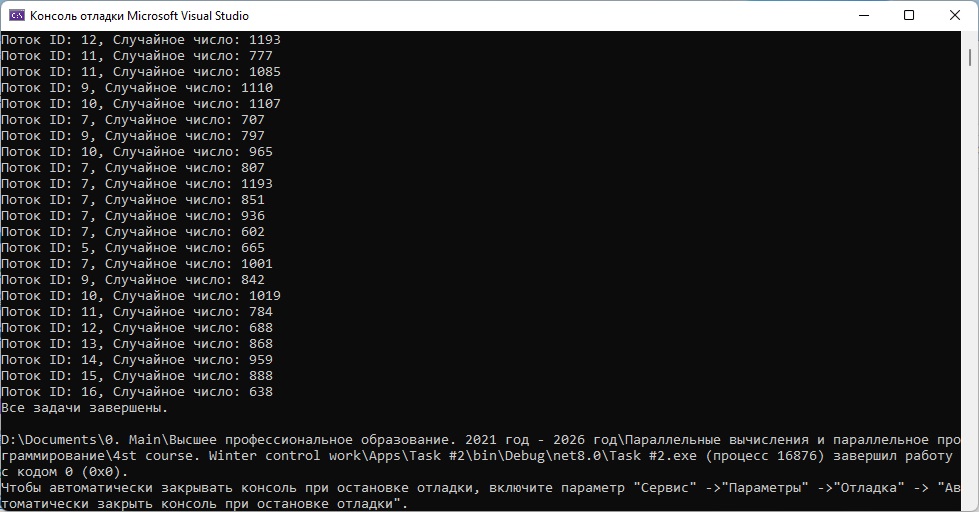 Консоль отладки Microsoft Visual Studio
Поток ID: 12, Случайное число: 1193
Поток ID: 11, Случайное число: 777
Поток ID: 11, Случайное число: 1085
Поток ID: 9, Случайное число: 1110
Поток ID: 10, Случайное число: 1107
Поток ID: 7, Случайное число: 707
Поток ID: 9, Случайное число: 797
Поток ID: 10, Случайное число: 965
Поток ID: 7, Случайное число: 807
Поток ID: 7, Случайное число: 1193
Поток ID: 7, Случайное число: 851
Поток ID: 7, Случайное число: 936
Поток ID: 7, Случайное число: 602
Поток ID: 5, Случайное число: 665
Поток ID: 7, Случайное число: 1001
Поток ID: 9, Случайное число: 842
Поток ID: 10, Случайное число: 1019
Поток ID: 11, Случайное число: 784
Поток ID: 12, Случайное число: 688
Поток ID: 13, Случайное число: 868
Поток ID: 14, Случайное число: 959
Поток ID: 15, Случайное число: 888
Поток ID: 16, Случайное число: 638
Все задачи завершены.
D:\Documents\0. Main\Высшее профессиональное образование. 2021 год - 2026 год\Параллельные вычисления и параллельное про
граммирование\4st course. Winter control work\Apps\Task #2\bin\Debug\net8.0\Task #2.exe (процесс 16876) завершил работу
с кодом 0 (0x0).
Чтобы автоматически закрывать консоль при остановке отладки, включите параметр "Сервис" ->"Параметры" ->"Отладка" -> "Ав
томатически закрыть консоль при остановке отладки".